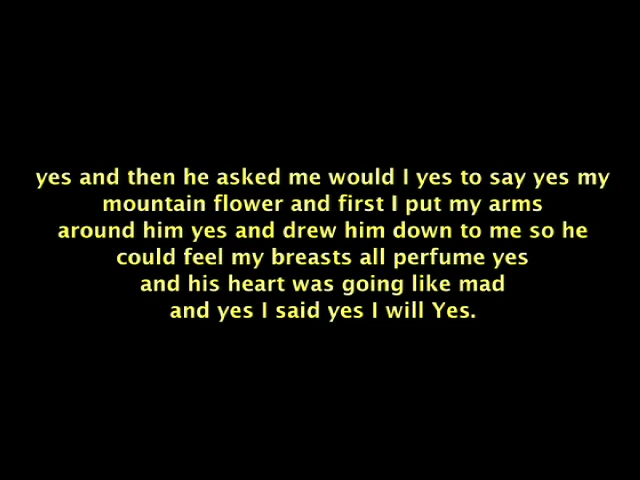 yes and then he asked me would I yes to say yes my
mountain flower and first I put my arms
around him yes and drew him down to me so he
could feel my breasts all perfume yes
and his heart was going like mad
and yes I said yes I will Yes.